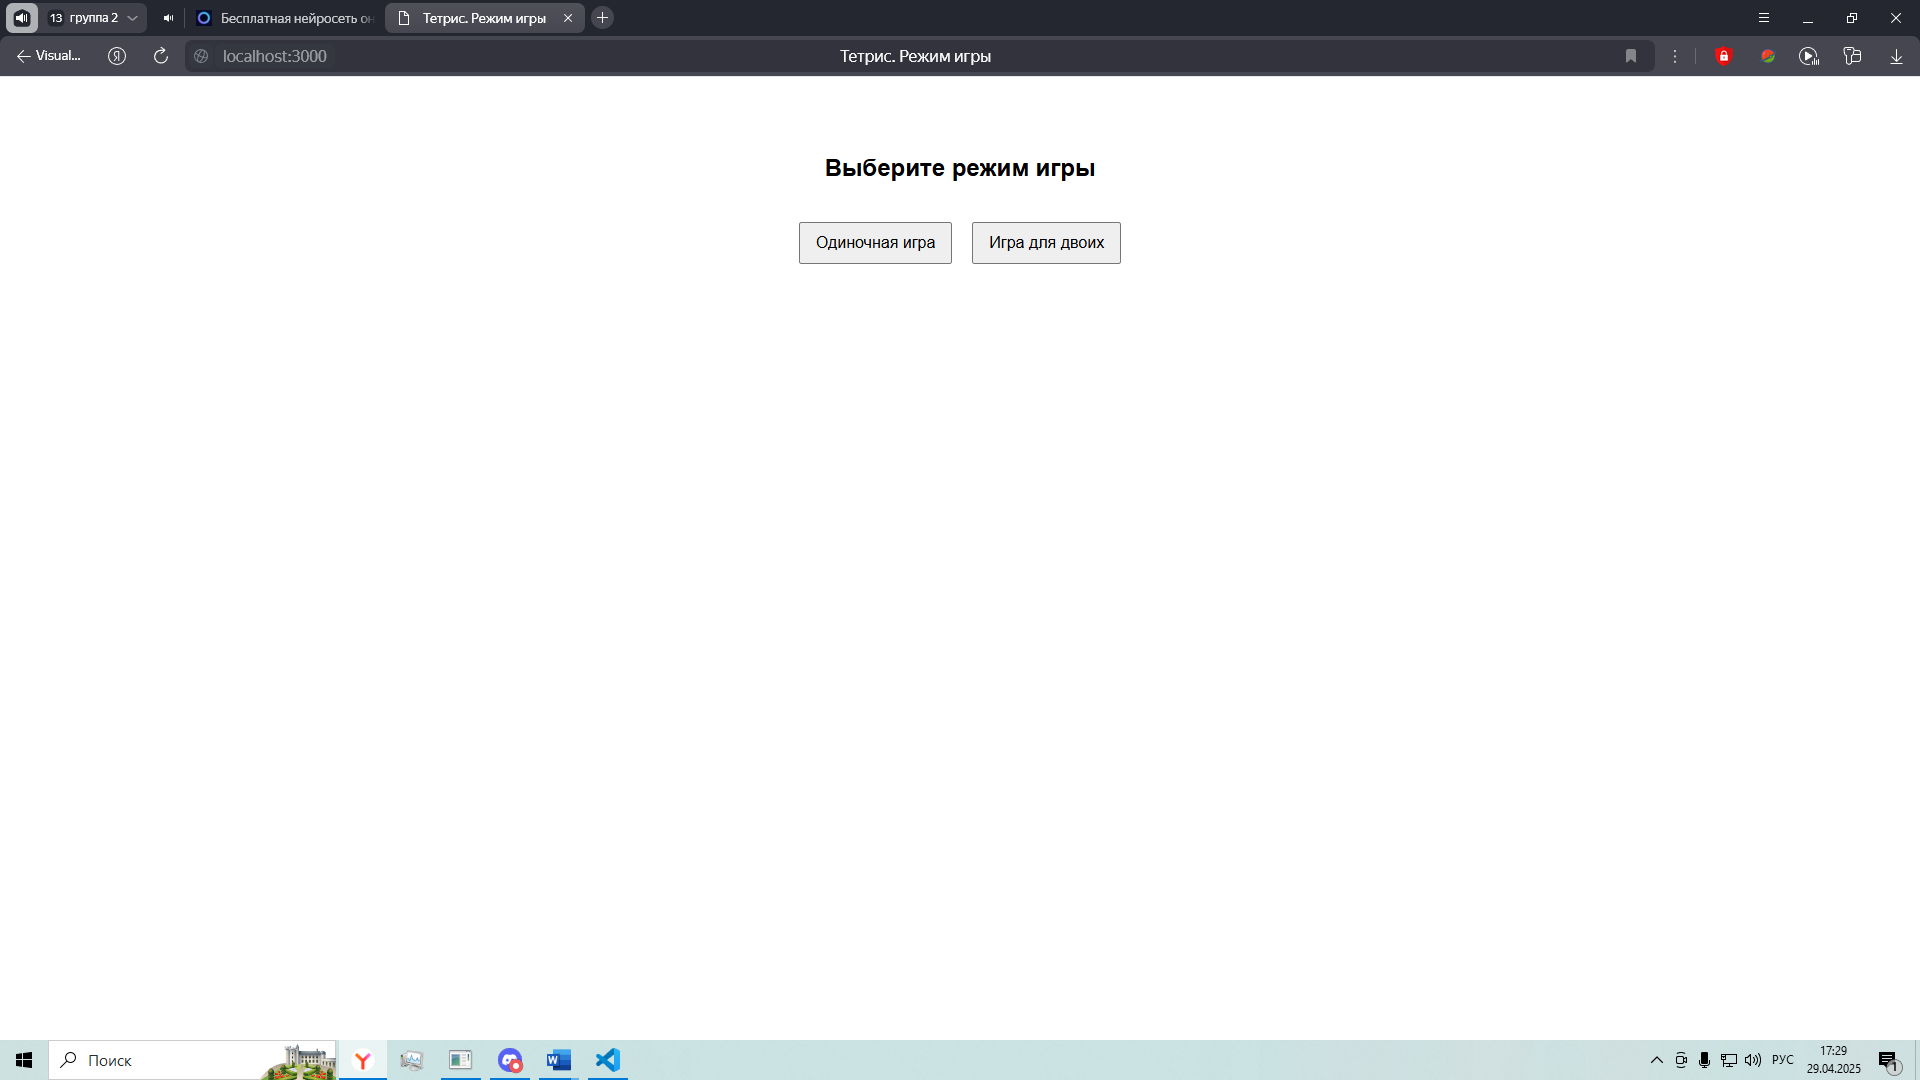 13 группа 2
Бесплатная нейросеть он
Тетрис. Режим игры
Visual...
localhost:3000
Тетрис. Режим игры
Выберите режим игры
Одиночная игра
Игра для двоих
Поиск
РУС
17:29
29.04.2025
1